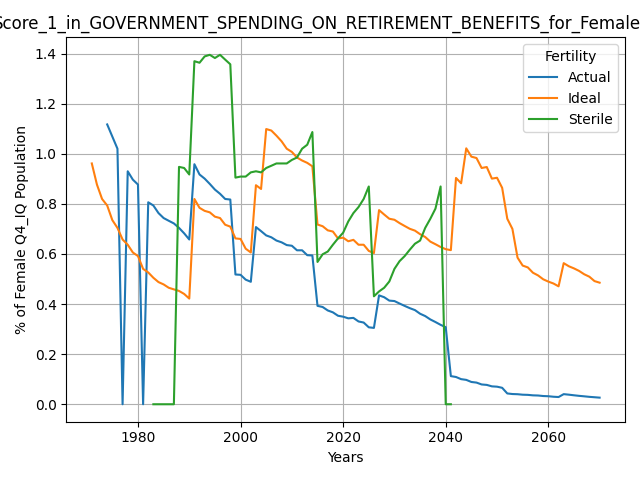 Score_1_in_GOVERNMENT_SPENDING_ON_RETIREMENT_BENEFITS_for_Female
Fertility
Actual
Ideal
Sterile
% of Female Q4_IQ Population
1.4
1.2
1.0
0.8
0.6
0.4
0.2
0.0
1980
2000
2020
2040
2060
Years